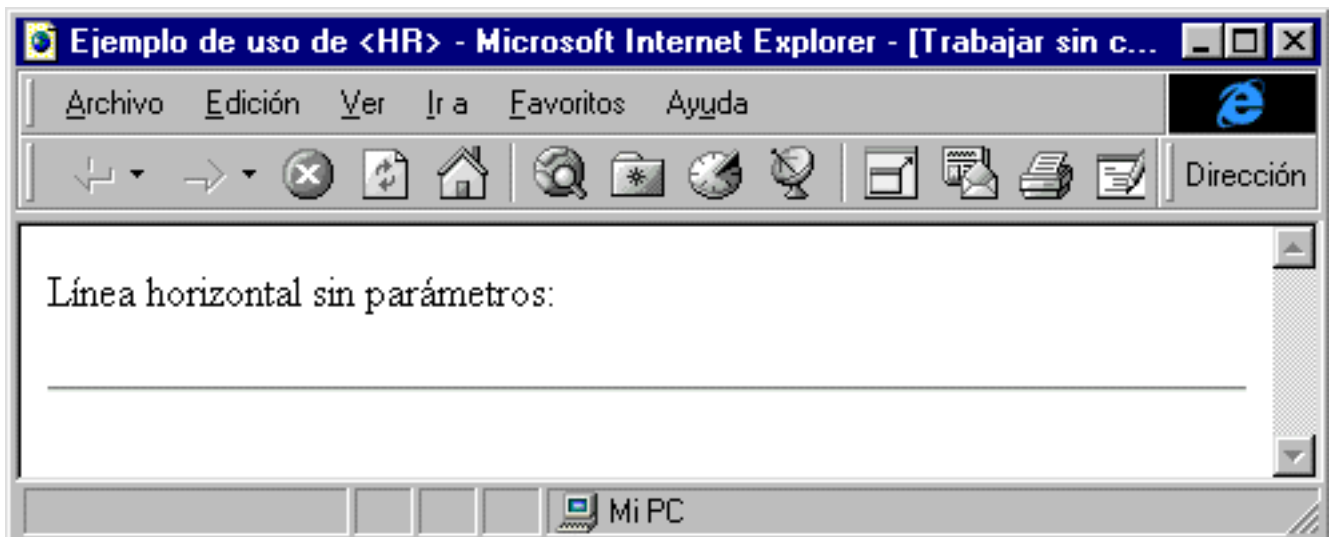 Ejemplo de uso de <HR> - Microsoft Internet Explorer - [Trabajar sin c...
Archivo Edición Ver Ir a Favoritos Ayuda
Dirección
Línea horizontal sin parámetros:
Mi PC